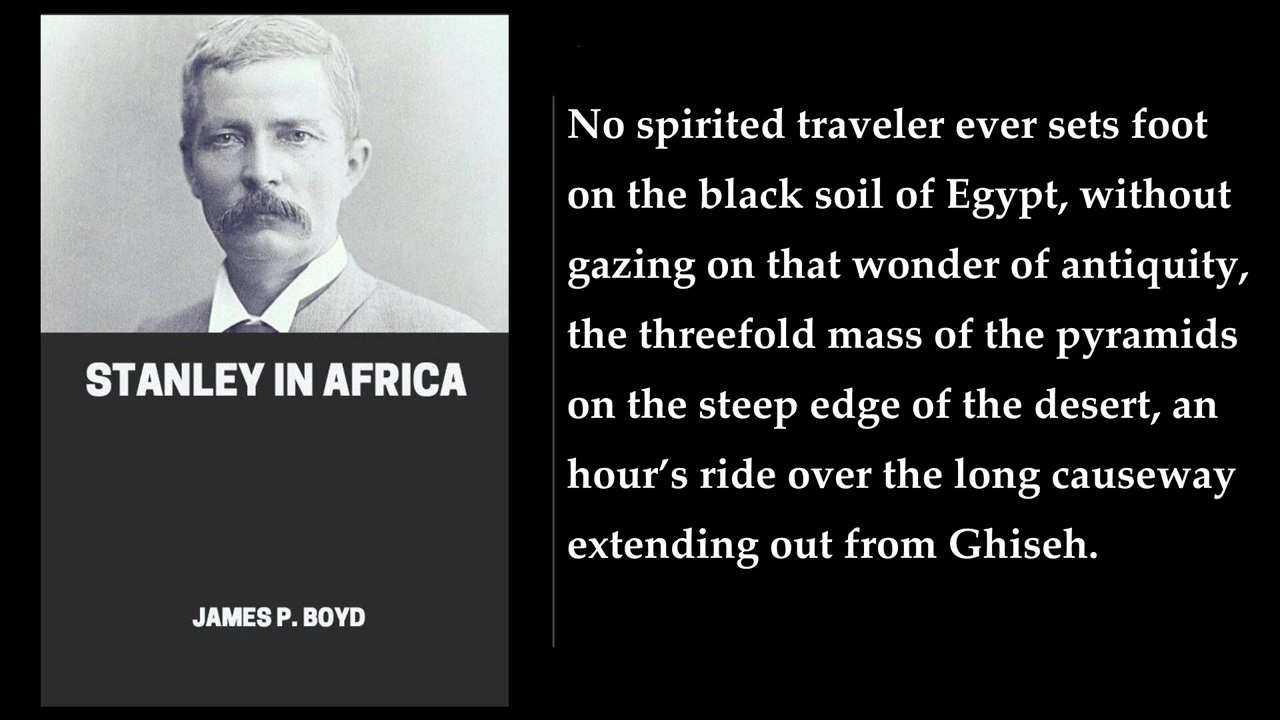 STANLEY IN AFRICA
JAMES P. BOYD
No spirited traveler ever sets foot
on the black soil of Egypt, without
gazing on that wonder of antiquity,
the threefold mass of the pyramids
on the steep edge of the desert, an
hour’s ride over the long causeway
extending out from Ghiseh.